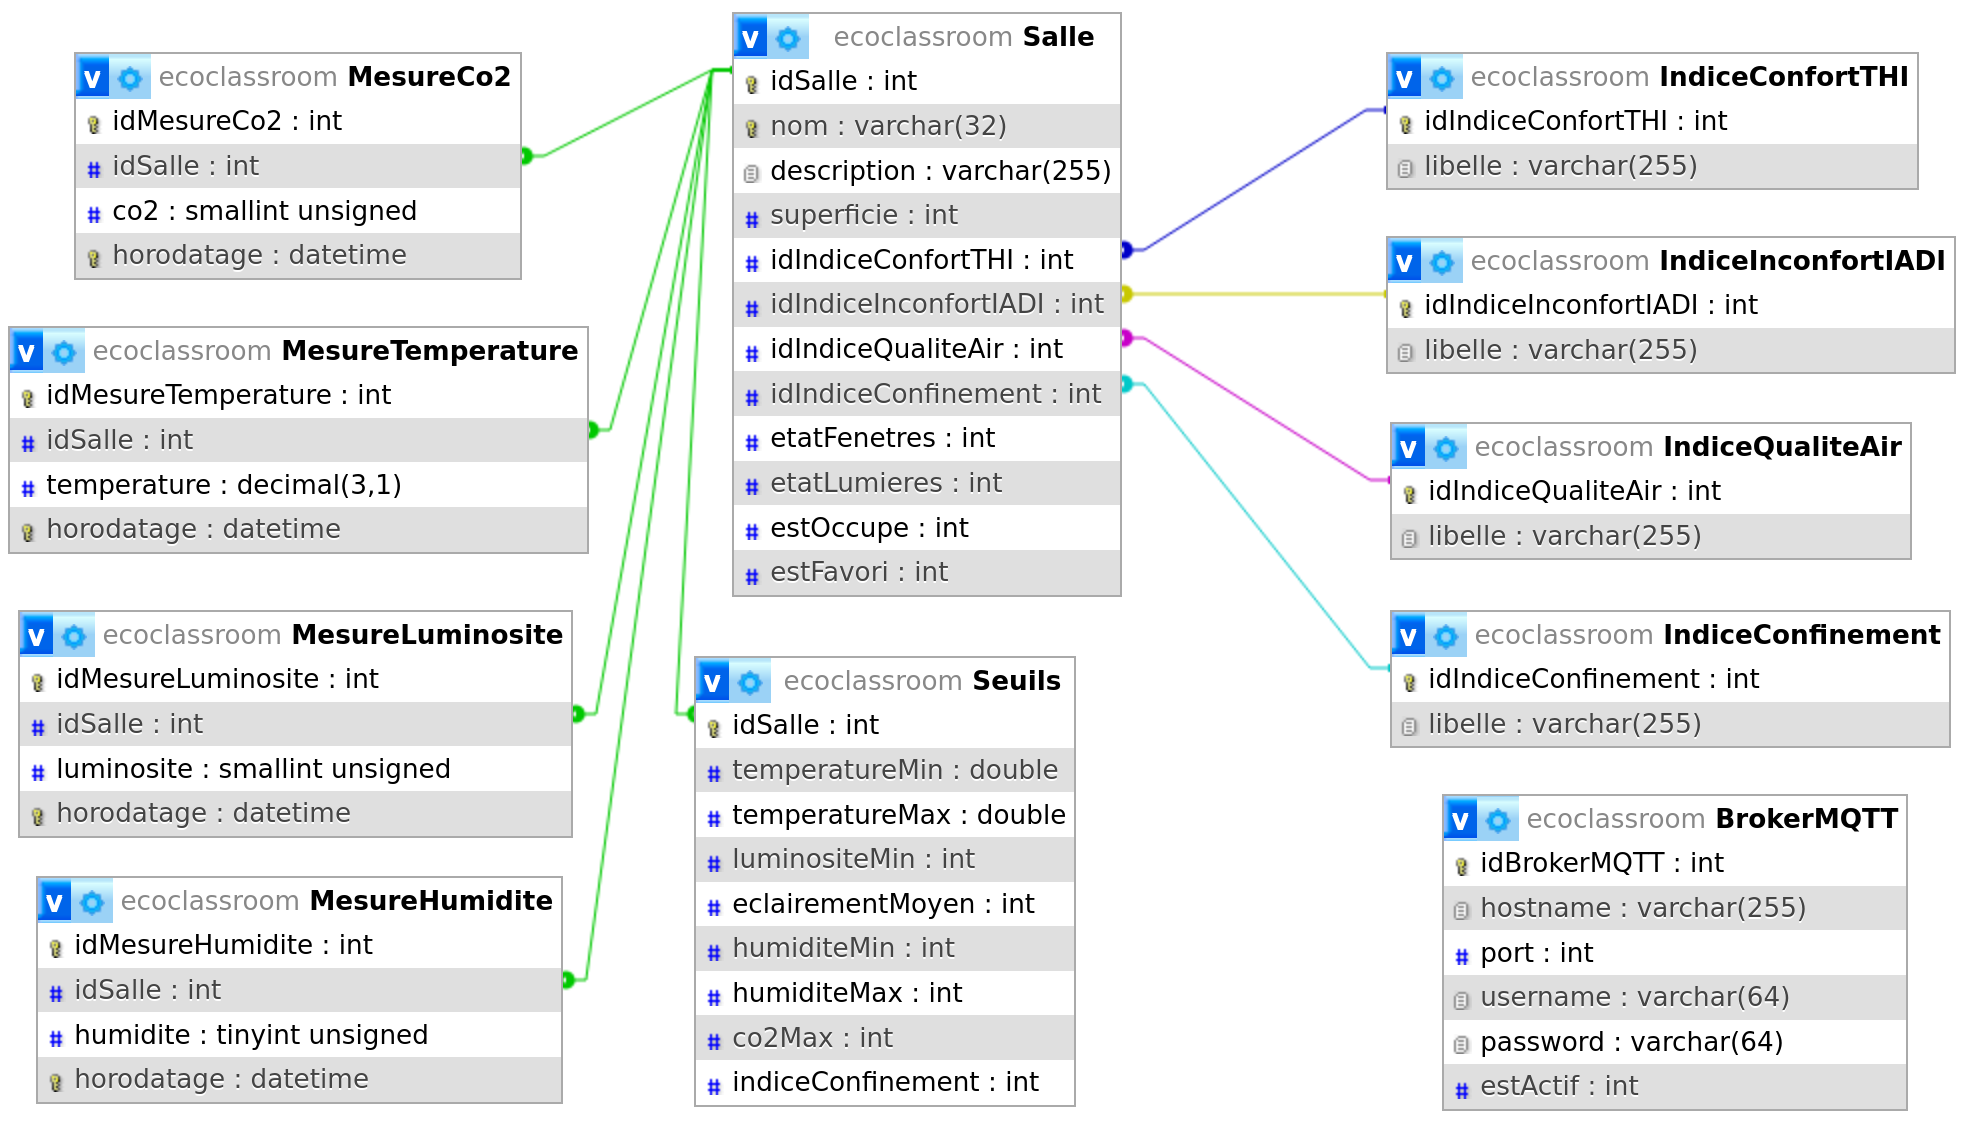 ecoclassroom MesureCo2
idMesureCo2 : int
idSalle : int
co2 : smallint unsigned
horodatage : datetime
ecoclassroom MesureTemperature
idMesureTemperature : int
idSalle : int
temperature : decimal(3,1)
horodatage : datetime
ecoclassroom MesureLuminosite
idMesureLuminosite : int
idSalle : int
luminosite : smallint unsigned
horodatage : datetime
ecoclassroom MesureHumidite
idMesureHumidite : int
idSalle : int
humidite : tinyint unsigned
horodatage : datetime
ecoclassroom Salle
idSalle : int
nom : varchar(32)
description : varchar(255)
superficie : int
idIndiceConfortTHI : int
idIndiceInconfortIADI : int
idIndiceQualiteAir : int
idIndiceConfinement : int
etatFenetres : int
etatLumieres : int
estOccupe : int
estFavori : int
ecoclassroom Seuils
idSalle : int
temperatureMin : double
temperatureMax : double
luminositeMin : int
eclairementMoyen : int
humiditeMin : int
humiditeMax : int
co2Max : int
indiceConfinement : int
ecoclassroom IndiceConfortTHI
idIndiceConfortTHI : int
libelle : varchar(255)
ecoclassroom IndiceInconfortIADI
idIndiceInconfortIADI : int
libelle : varchar(255)
ecoclassroom IndiceQualiteAir
idIndiceQualiteAir : int
libelle : varchar(255)
ecoclassroom IndiceConfinement
idIndiceConfinement : int
libelle : varchar(255)
ecoclassroom BrokerMQTT
idBrokerMQTT : int
hostname : varchar(255)
port : int
username : varchar(64)
password : varchar(64)
estActif : int